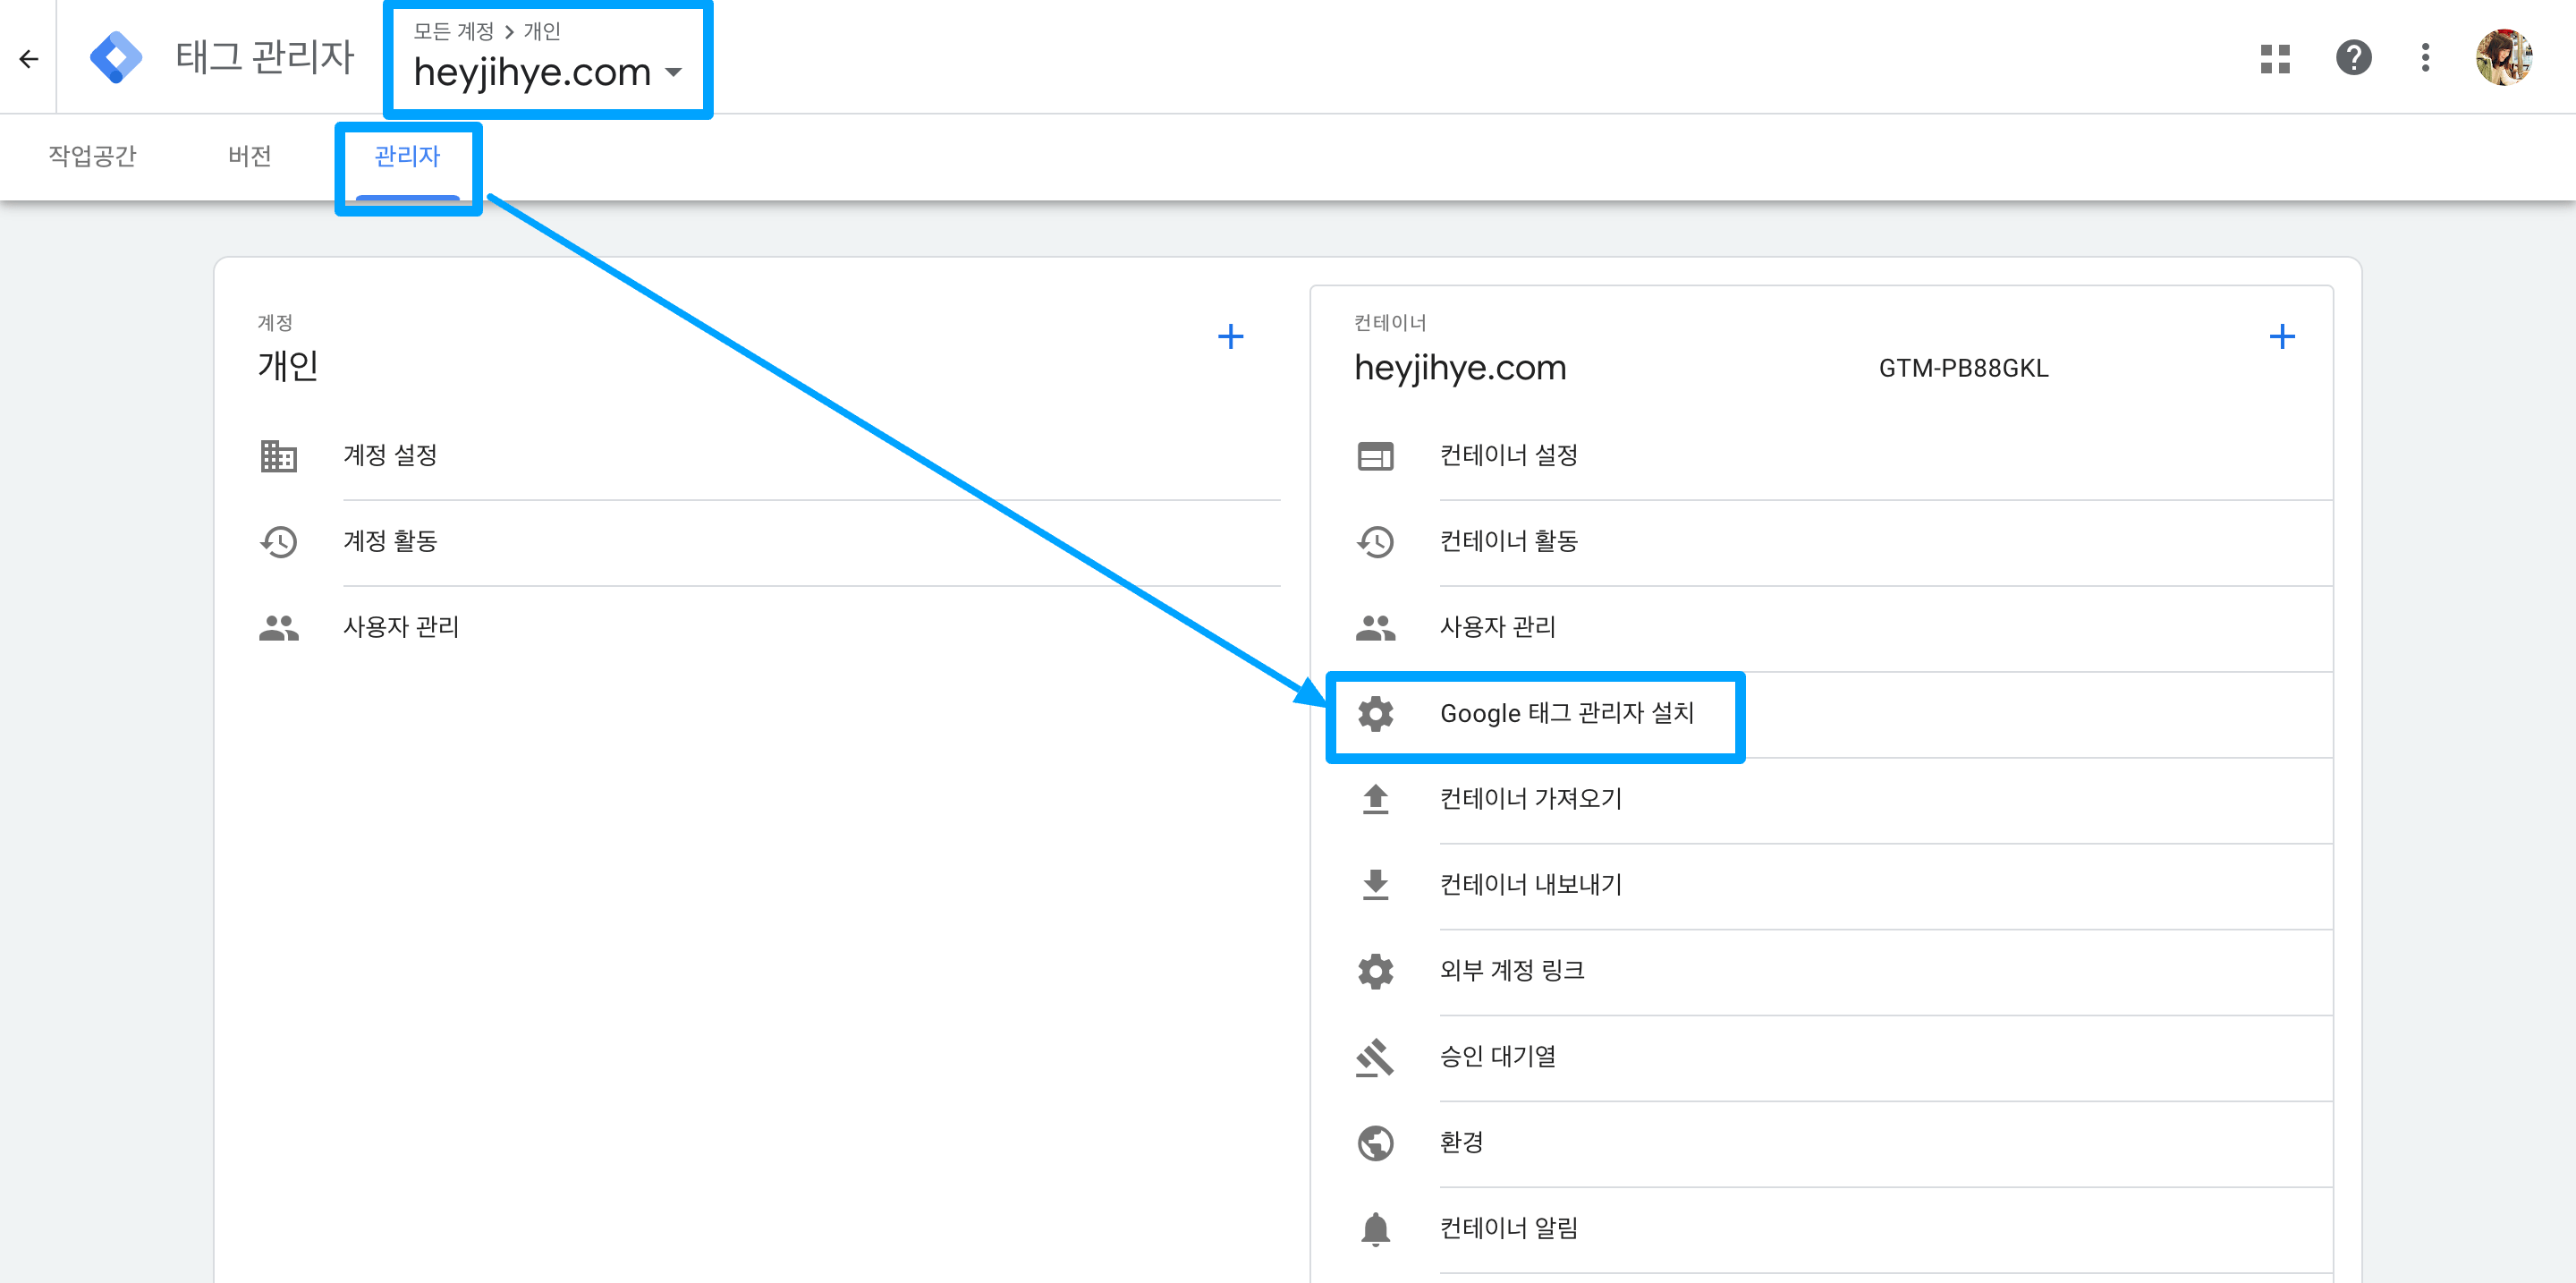 태그 관리자
모든 계정 > 개인
heyjihye.com
작업공간
버전
관리자
계정
개인
계정 설정
계정 활동
사용자 관리
컨테이너
heyjihye.com
GTM-PB88GKL
컨테이너 설정
컨테이너 활동
사용자 관리
Google 태그 관리자 설치
컨테이너 가져오기
컨테이너 내보내기
외부 계정 링크
승인 대기열
환경
컨테이너 알림